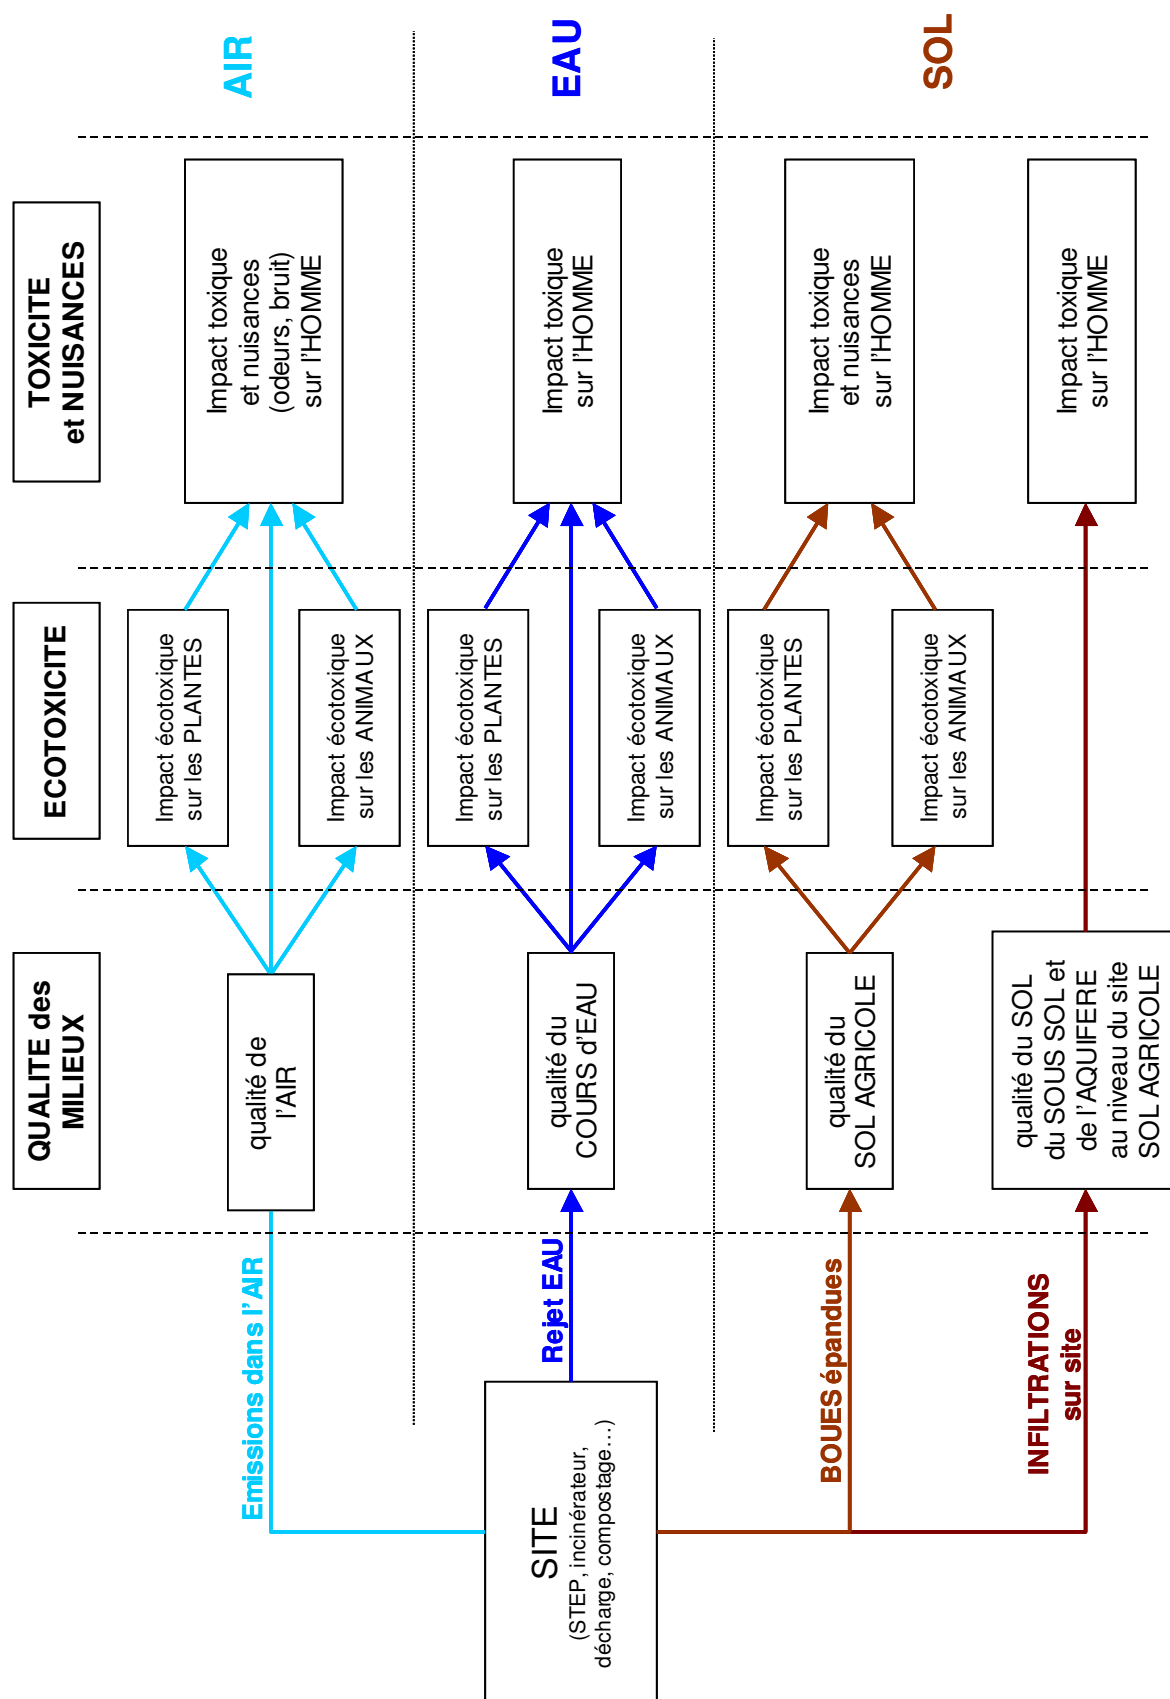 QUALITE des
MILIEUX
ECOTOXICITE
TOXICITE
et NUISANCES
Emissions dans l'AIR
qualité de
l'AIR
Impact écotoxique
sur les PLANTES
Impact écotoxique
sur les ANIMAUX
Impact toxique
et nuisances
(odeurs, bruit)
sur l'HOMME
AIR
SITE
(STEP, incinérateur,
décharge, compostage…)
Rejet EAU
qualité du
COURS d'EAU
Impact écotoxique
sur les PLANTES
Impact écotoxique
sur les ANIMAUX
Impact toxique
sur l'HOMME
EAU
BOUES épandues
qualité du
SOL AGRICOLE
Impact écotoxique
sur les PLANTES
Impact écotoxique
sur les ANIMAUX
Impact toxique
et nuisances
sur l'HOMME
SOL
INFILTRATIONS
sur site
qualité du SOL
du SOUS SOL et
de l'AQUIFERE
au niveau du site
SOL AGRICOLE
Impact toxique
sur l'HOMME